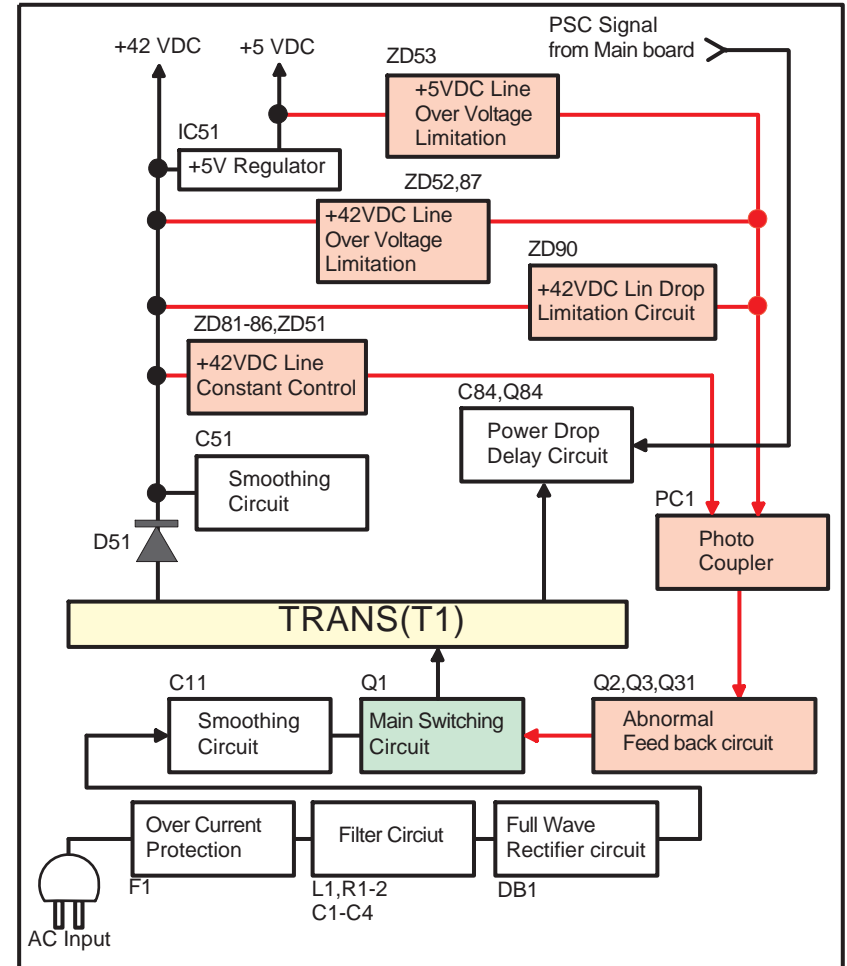 PSC Signal
from Main board
+42 VDC
+5 VDC
ZD53
+5VDC Line
Over Voltage
Limitation
IC51
+5V Regulator
ZD52,87
+42VDC Line
Over Voltage
Limitation
ZD90
+42VDC Lin Drop
Limitation Circuit
ZD81-86,ZD51
+42VDC Line
Constant Control
C84,Q84
Power Drop
Delay Circuit
C51
Smoothing
Circuit
D51
PC1
Photo
Coupler
TRANS(T1)
C11
Smoothing
Circuit
Q1
Main Switching
Circuit
Q2,Q3,Q31
Abnormal
Feed back circuit
Over Current
Protection
F1
Filter Circiut
L1,R1-2
C1-C4
Full Wave
Rectifier circuit
DB1
AC Input